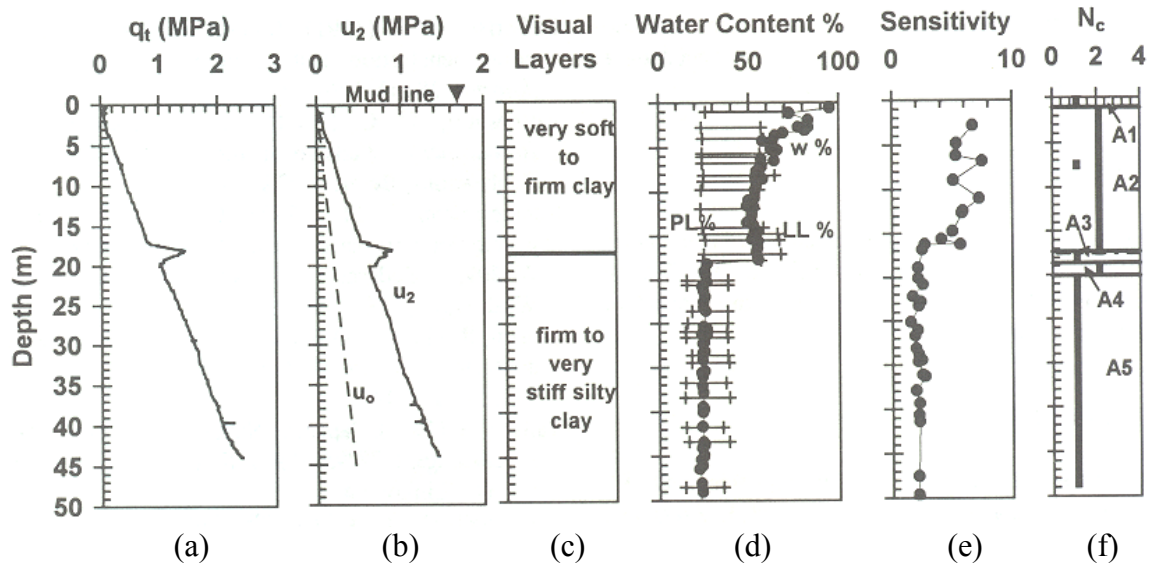 qt (MPa)
0 1 2 3
u2 (MPa)
0 1 2
Mud line
Visual
Layers
Water Content %
0 50 100
Sensitivity
0 10
Nc
0 2 4
Depth (m)
0
5
10
15
20
25
30
35
40
45
50
u2
uo
very soft
to
firm clay
firm to
very
stiff silty
clay
w %
PL%
LL %
A1
A2
A3
A4
A5
(a) (b) (c) (d) (e) (f)